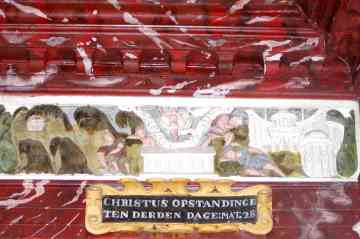 CHRISTUS OPSTANDINGE
TEN DERDEN DAGE:MAT.28